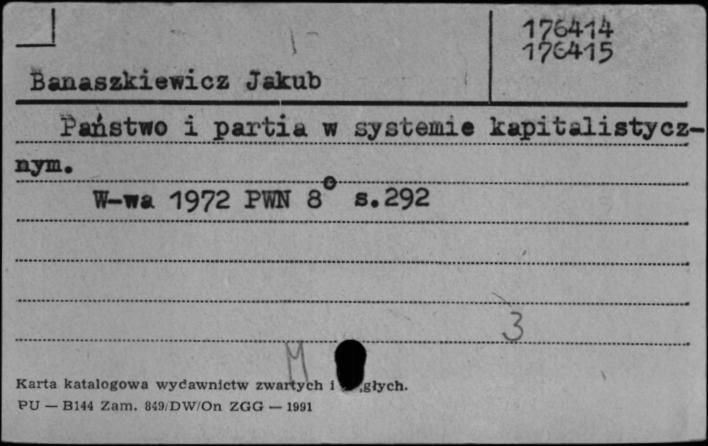 176414
176415
Banaszkiewicz Jakub
Państwo i partia w systemie kapitalistycz-
nym.
W-wa 1972 PWN 8° s.292
3
M
Karta katalogowa wydawnictw zwartych i
PU — B144 Zam. 849/DW/On ZGG — 1991